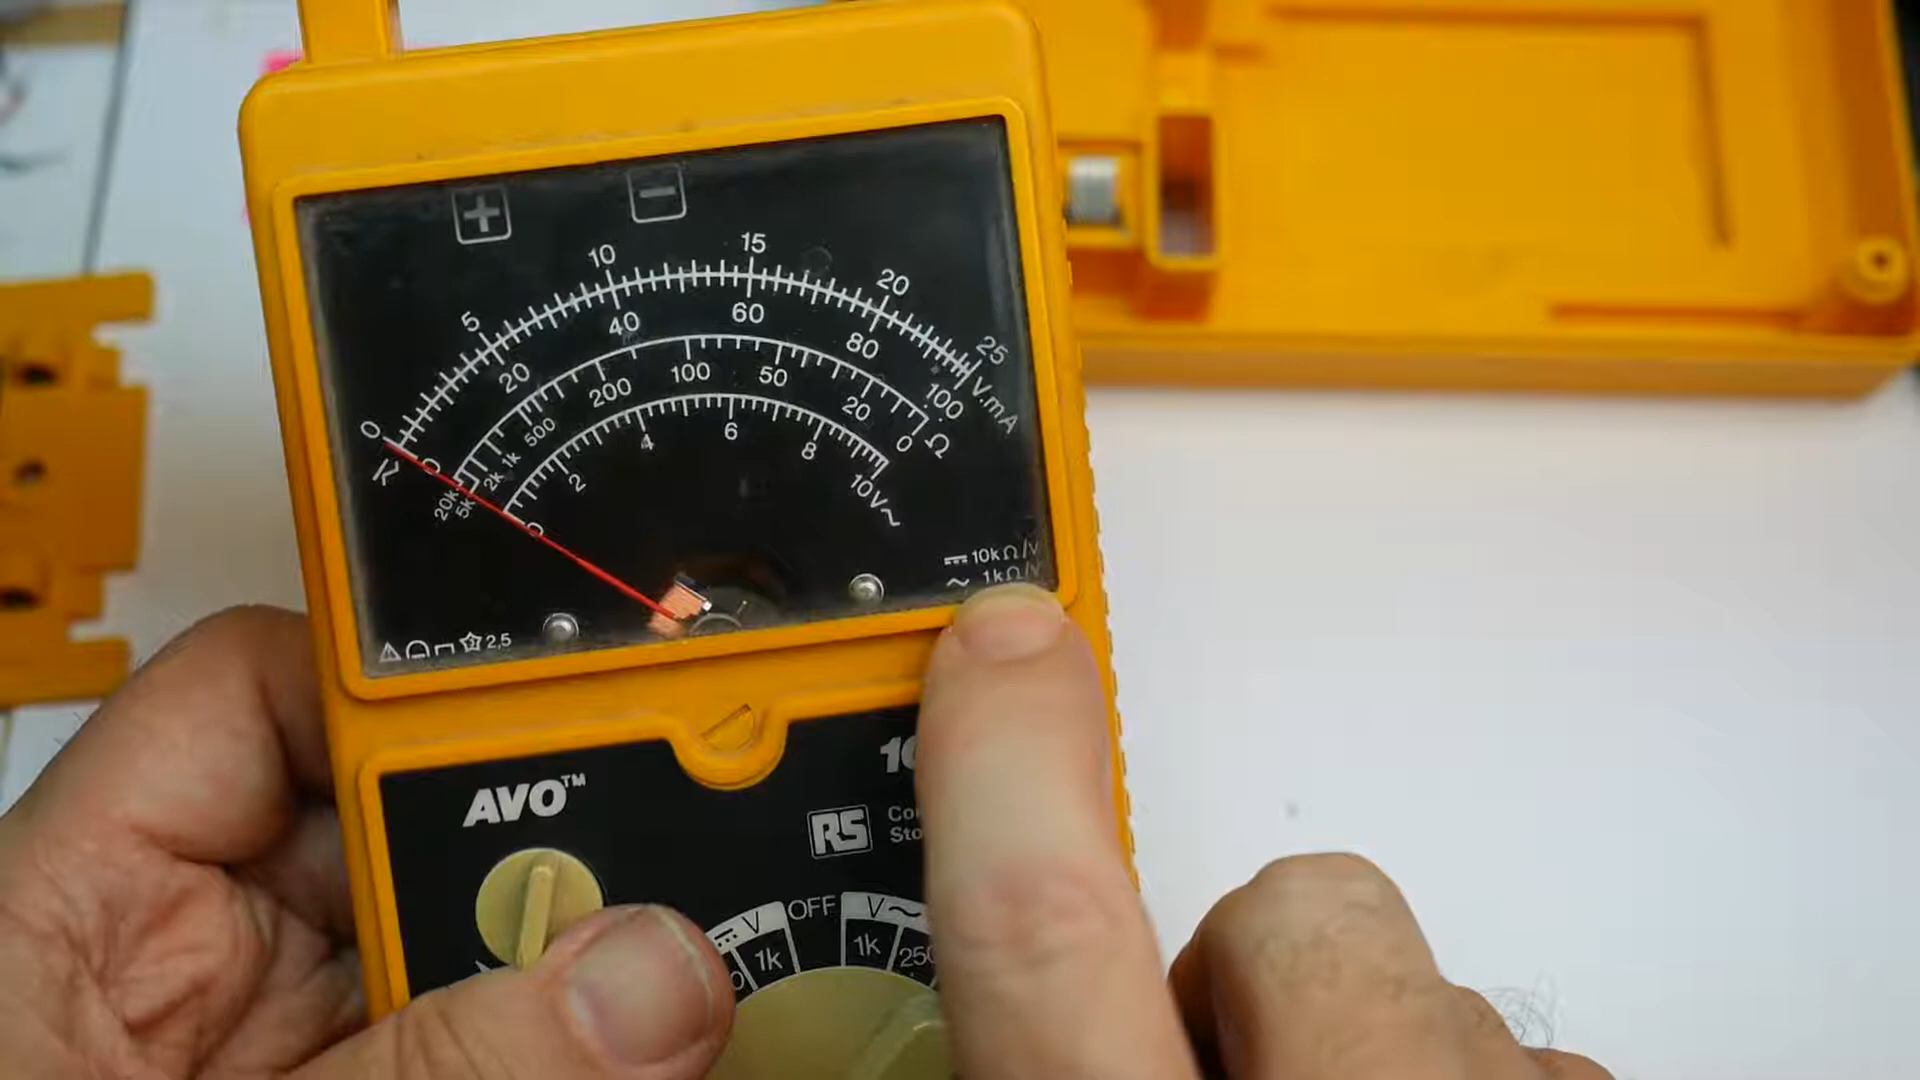 + −
0 5 10 15 20 25 V.mA
0 20 40 60 80 100
20k 5k 2k 1k 500 200 100 50 20 0 Ω
0 2 4 6 8 10V~
⎓ 10kΩ/V
~ 1kΩ/V
2,5
AVO™
RS
V OFF V~
1k 1k